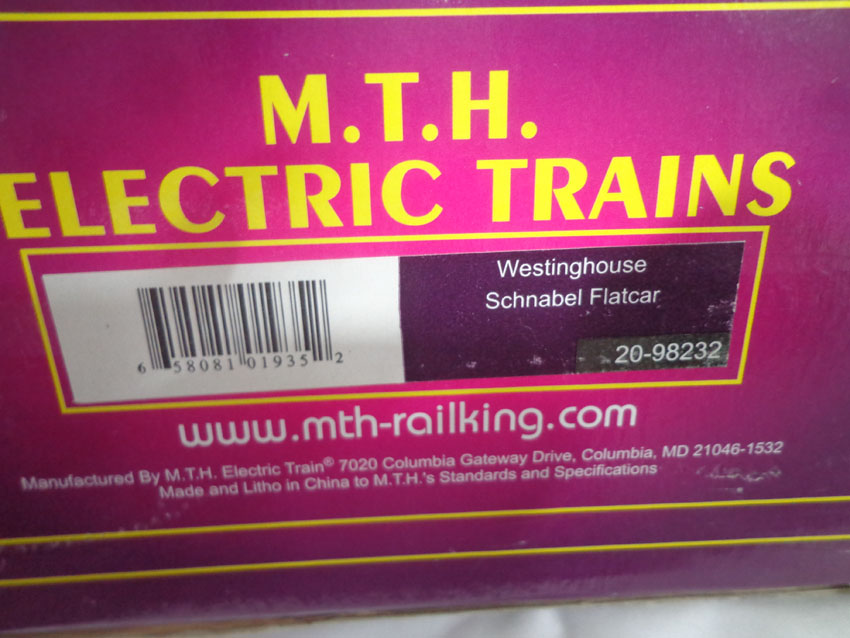 M.T.H.
ELECTRIC TRAINS
Westinghouse
Schnabel Flatcar
20-98232
6 58081 01935 2
www.mth-railking.com
Manufactured By M.T.H. Electric Train® 7020 Columbia Gateway Drive, Columbia, MD 21046-1532
Made and Litho in China to M.T.H.'s Standards and Specifications